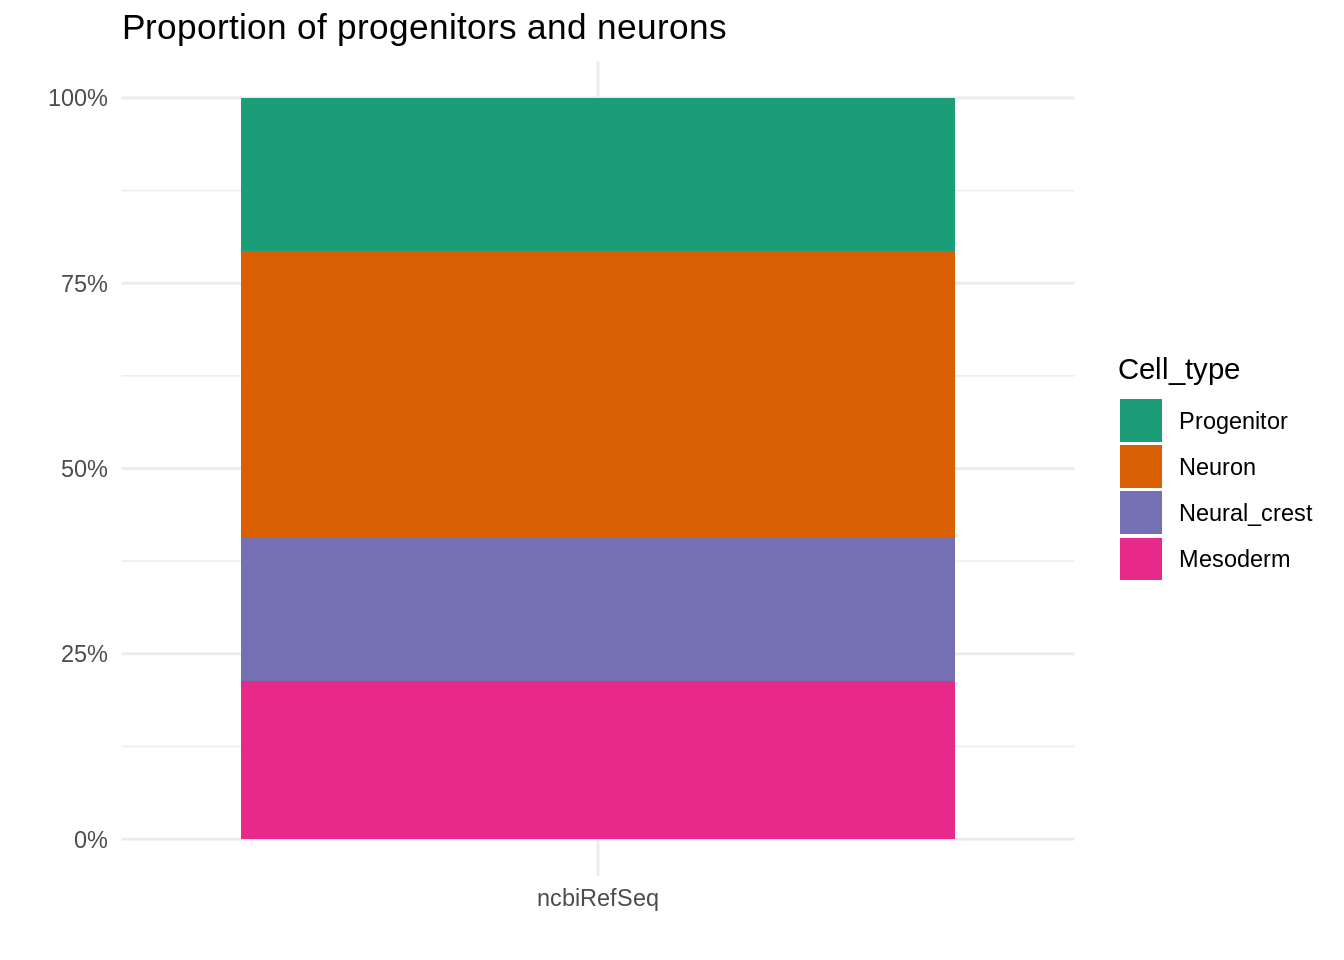 Proportion of progenitors and neurons
100%
75%
50%
25%
0%
ncbiRefSeq
Cell_type
Progenitor
Neuron
Neural_crest
Mesoderm